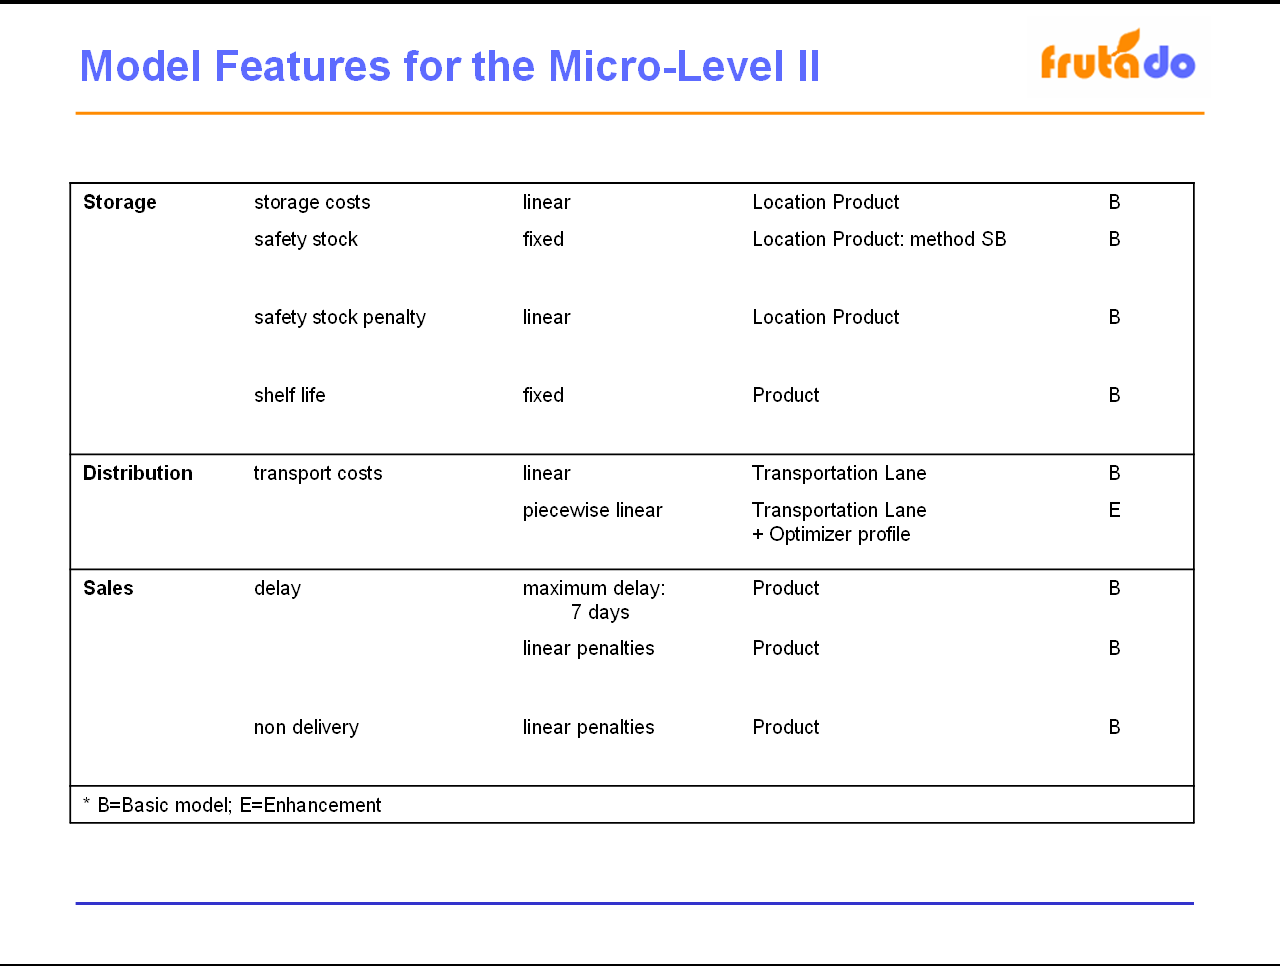 Model Features for the Micro-Level II
frutado
Storage storage costs linear Location Product B
safety stock fixed Location Product: method SB B
safety stock penalty linear Location Product B
shelf life fixed Product B
Distribution transport costs linear Transportation Lane B
piecewise linear Transportation Lane E
+ Optimizer profile
Sales delay maximum delay: Product B
7 days
linear penalties Product B
non delivery linear penalties Product B
* B=Basic model; E=Enhancement